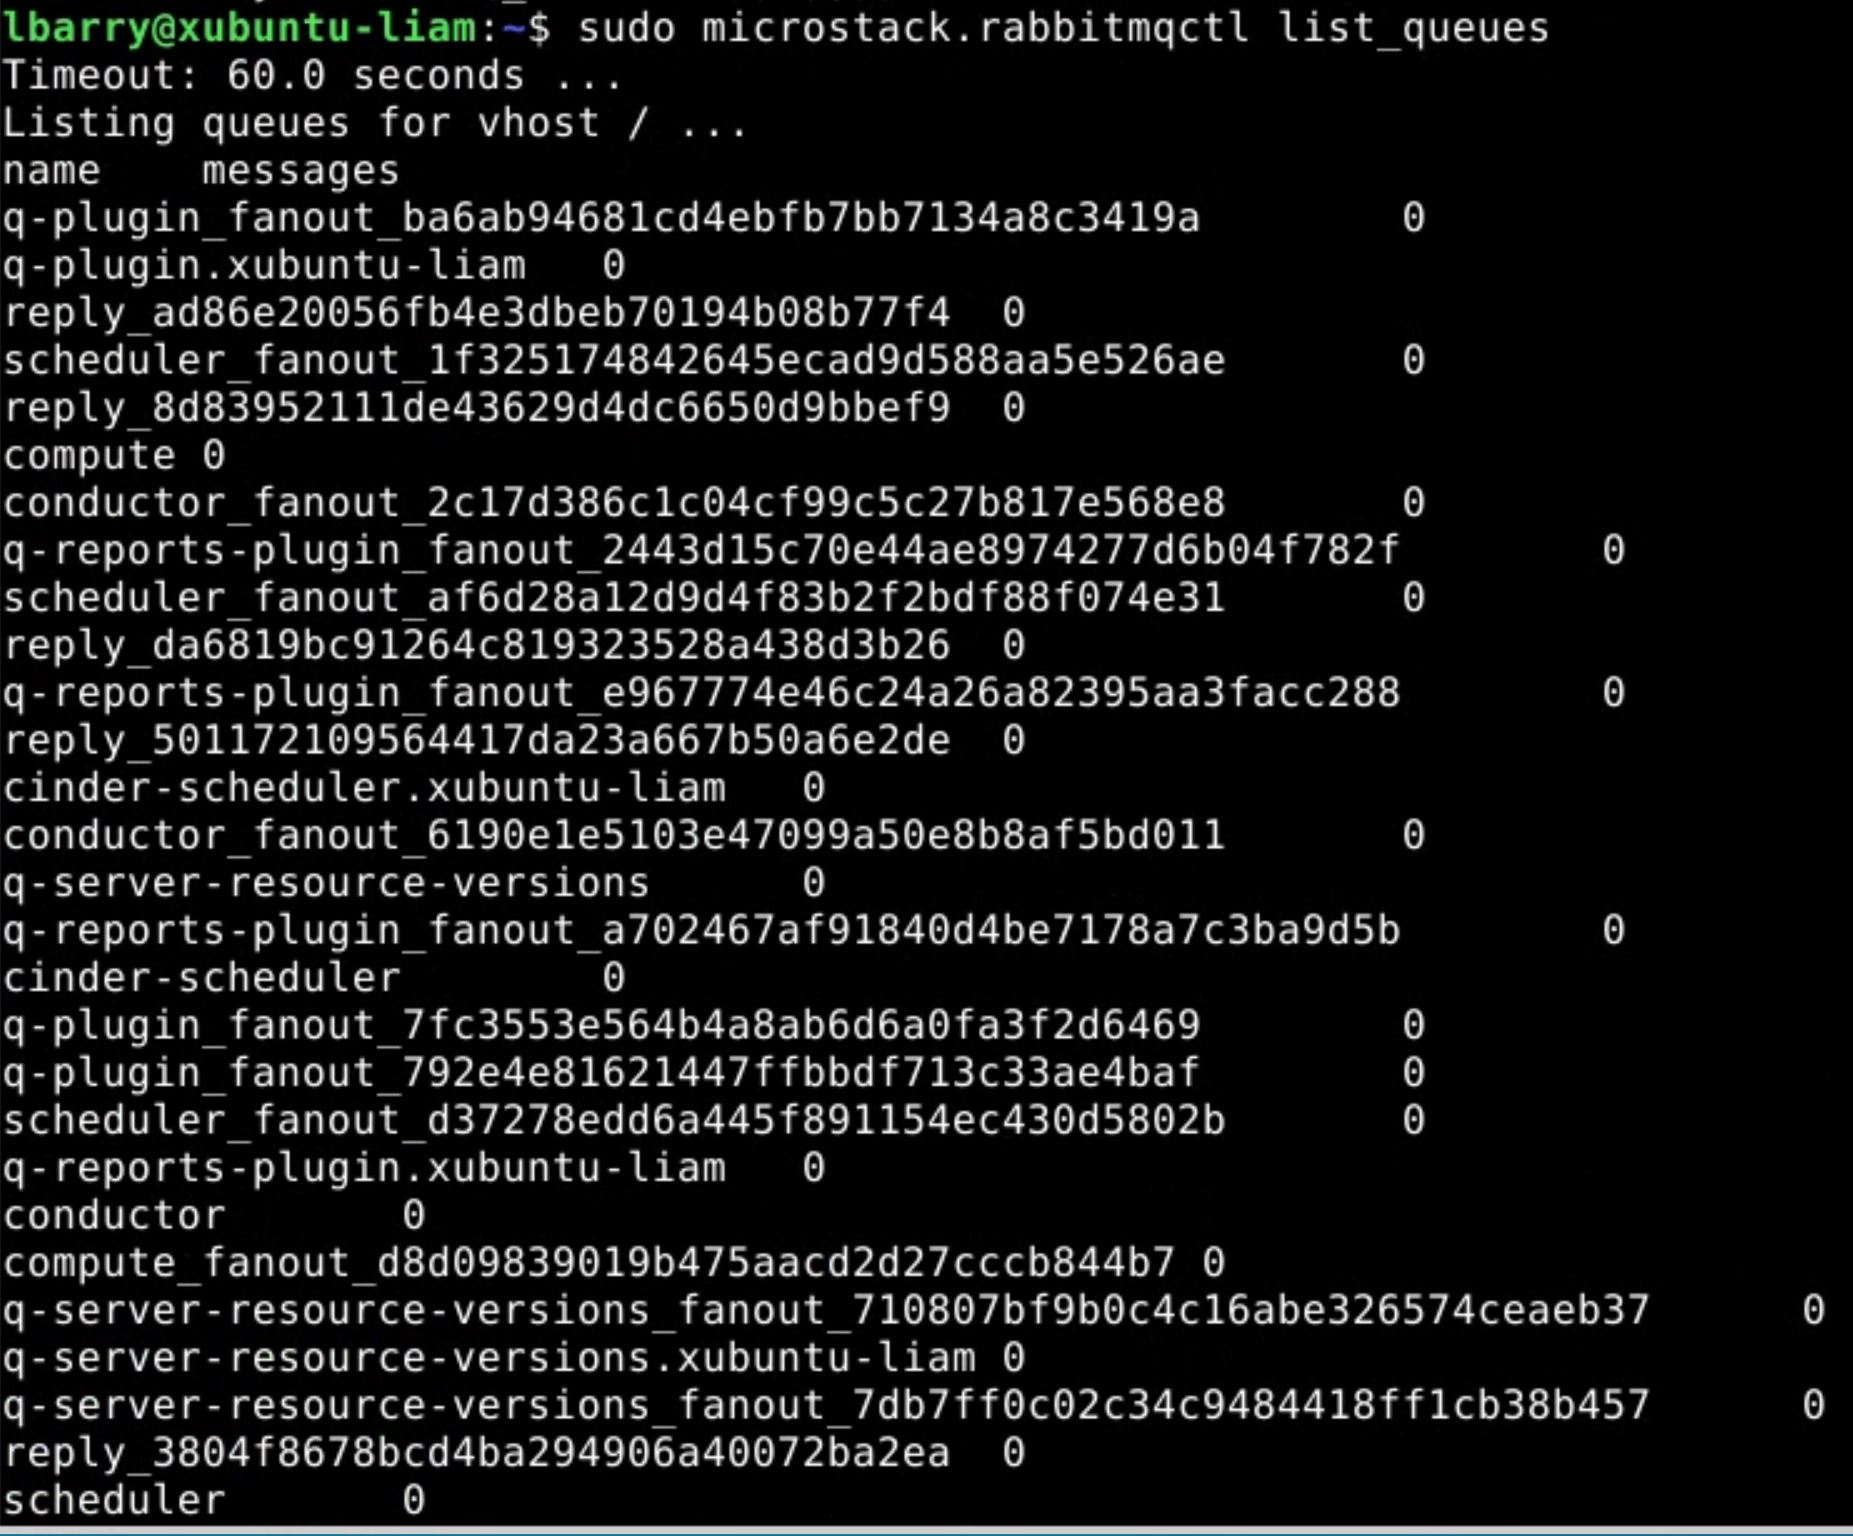 lbarry@xubuntu-liam:~$ sudo microstack.rabbitmqctl list_queues
Timeout: 60.0 seconds ...
Listing queues for vhost / ...
name messages
q-plugin_fanout_ba6ab94681cd4ebfb7bb7134a8c3419a 0
q-plugin.xubuntu-liam 0
reply_ad86e20056fb4e3dbeb70194b08b77f4 0
scheduler_fanout_1f325174842645ecad9d588aa5e526ae 0
reply_8d83952111de43629d4dc6650d9bbef9 0
compute 0
conductor_fanout_2c17d386c1c04cf99c5c27b817e568e8 0
q-reports-plugin_fanout_2443d15c70e44ae8974277d6b04f782f 0
scheduler_fanout_af6d28a12d9d4f83b2f2bdf88f074e31 0
reply_da6819bc91264c819323528a438d3b26 0
q-reports-plugin_fanout_e967774e46c24a26a82395aa3facc288 0
reply_501172109564417da23a667b50a6e2de 0
cinder-scheduler.xubuntu-liam 0
conductor_fanout_6190e1e5103e47099a50e8b8af5bd011 0
q-server-resource-versions 0
q-reports-plugin_fanout_a702467af91840d4be7178a7c3ba9d5b 0
cinder-scheduler 0
q-plugin_fanout_7fc3553e564b4a8ab6d6a0fa3f2d6469 0
q-plugin_fanout_792e4e81621447ffbbdf713c33ae4baf 0
scheduler_fanout_d37278edd6a445f891154ec430d5802b 0
q-reports-plugin.xubuntu-liam 0
conductor 0
compute_fanout_d8d09839019b475aacd2d27cccb844b7 0
q-server-resource-versions_fanout_710807bf9b0c4c16abe326574ceaeb37 0
q-server-resource-versions.xubuntu-liam 0
q-server-resource-versions_fanout_7db7ff0c02c34c9484418ff1cb38b457 0
reply_3804f8678bcd4ba294906a40072ba2ea 0
scheduler 0